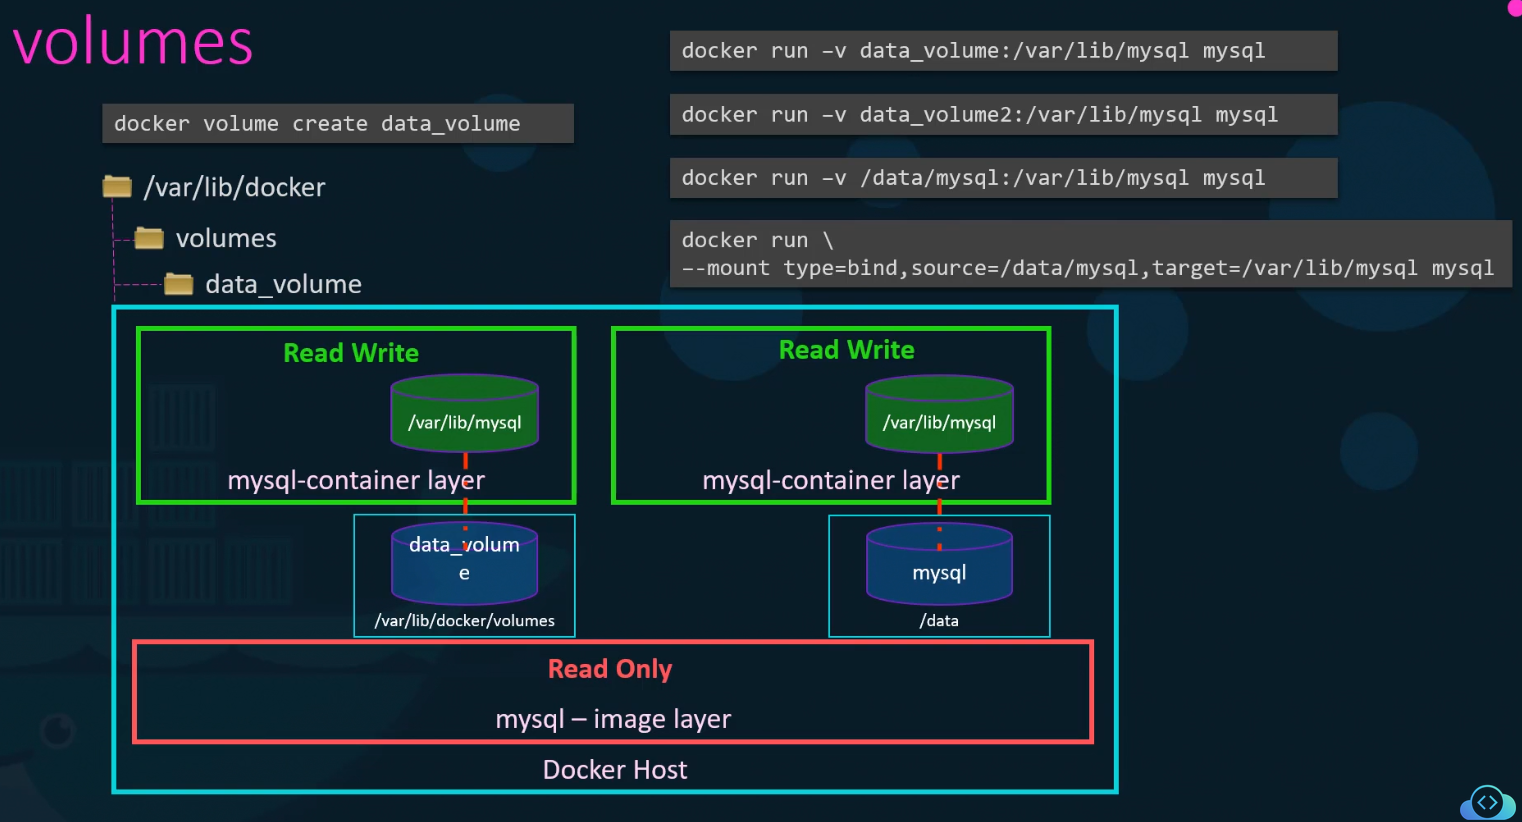 volumes
docker volume create data_volume
/var/lib/docker
volumes
data_volume
docker run –v data_volume:/var/lib/mysql mysql
docker run –v data_volume2:/var/lib/mysql mysql
docker run –v /data/mysql:/var/lib/mysql mysql
docker run \
–-mount type=bind,source=/data/mysql,target=/var/lib/mysql mysql
Read Write
/var/lib/mysql
mysql-container layer
data_volum
e
/var/lib/docker/volumes
Read Write
/var/lib/mysql
mysql-container layer
mysql
/data
Read Only
mysql – image layer
Docker Host